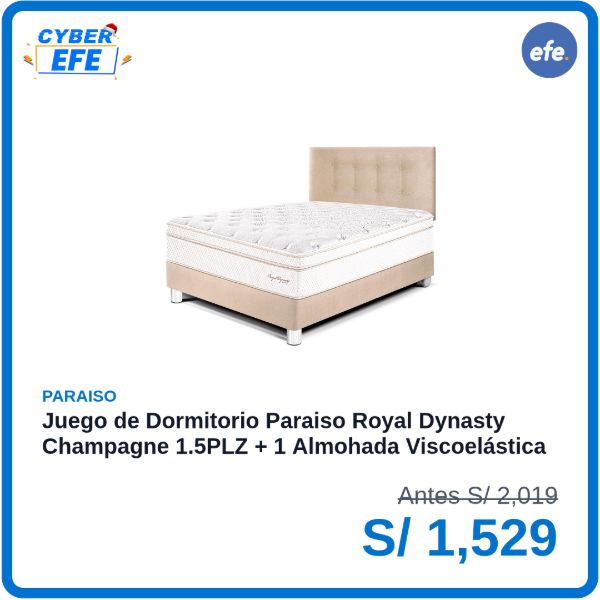 CYBER
EFE
efe.
PARAISO
Juego de Dormitorio Paraiso Royal Dynasty
Champagne 1.5PLZ + 1 Almohada Viscoelástica
Antes S/ 2,019
S/ 1,529